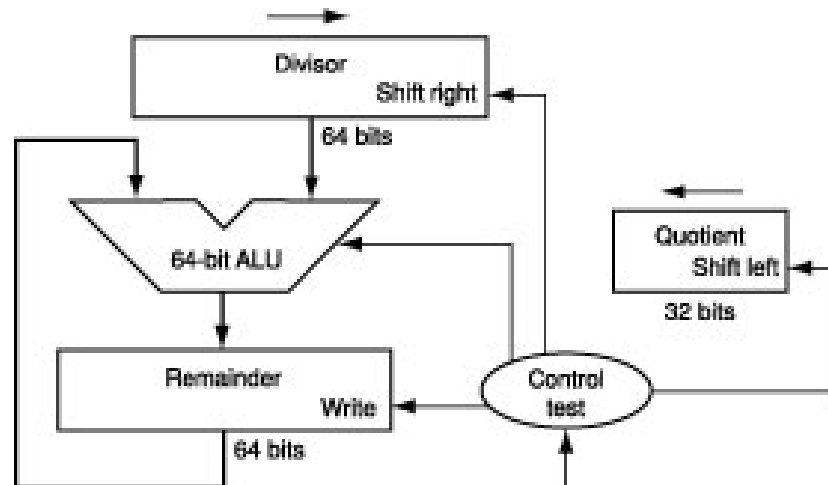 Divisor
Shift right
64 bits
64-bit ALU
Quotient
Shift left
32 bits
Remainder
Write
64 bits
Control
test